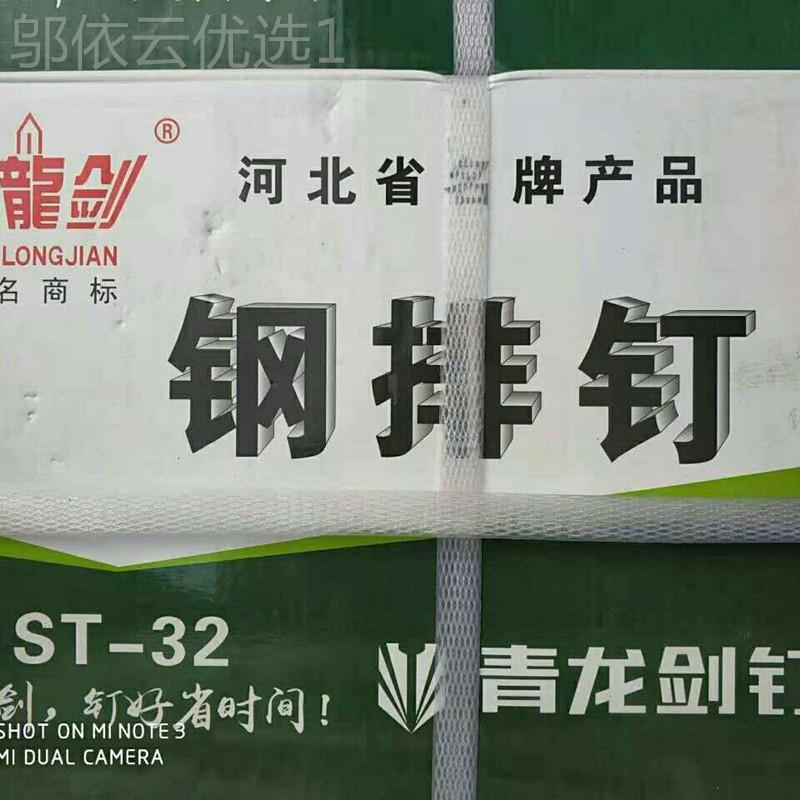 邬依云优选1
龍剑®
LONGJIAN
名商标
河北省名牌产品
钢排钉
ST-32
剑，钉好省时间！
青龙剑钉
SHOT ON MI NOTE 3
MI DUAL CAMERA